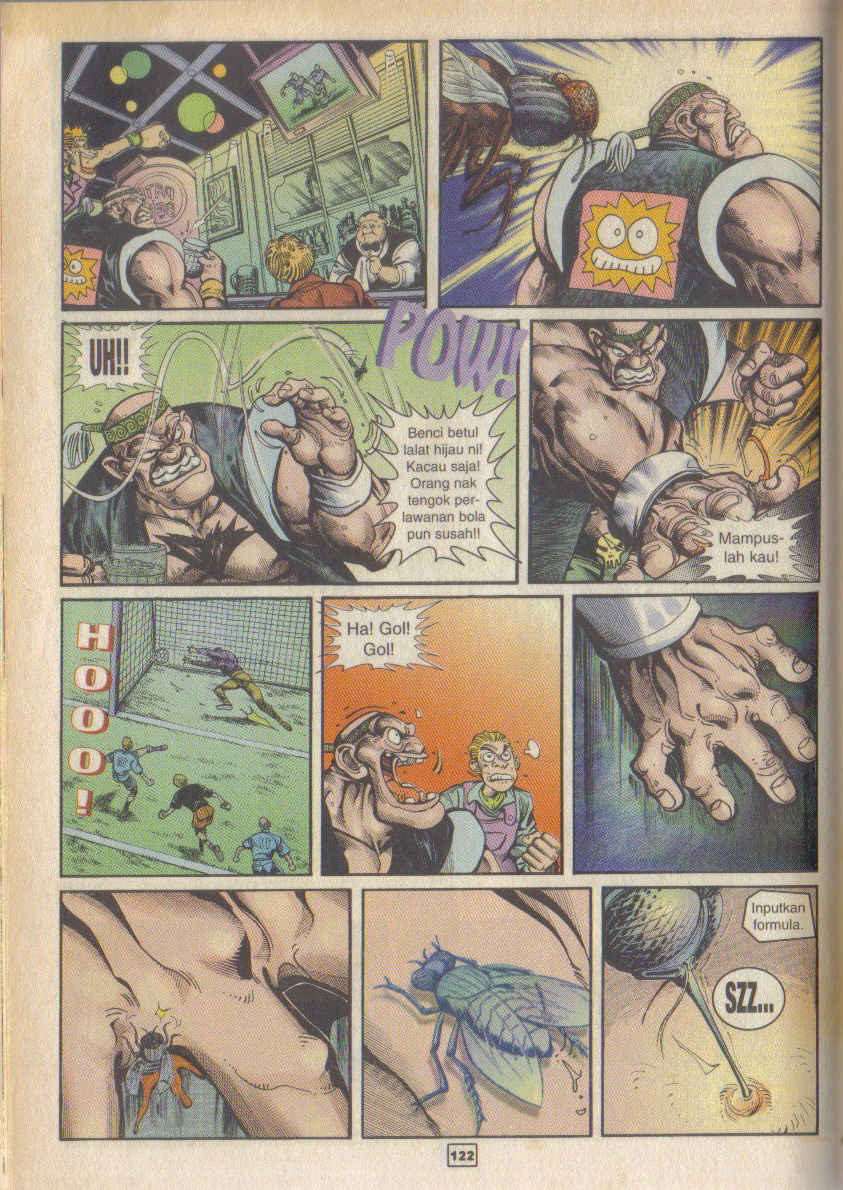 UH!!
POW!!
Benci betul
lalat hijau ni!
Kacau saja!
Orang nak
tengok per-
lawanan bola
pun susah!!
Mampus-
lah kau!
HOOO!
Ha! Gol!
Gol!
Inputkan
formula.
SZZ...
122